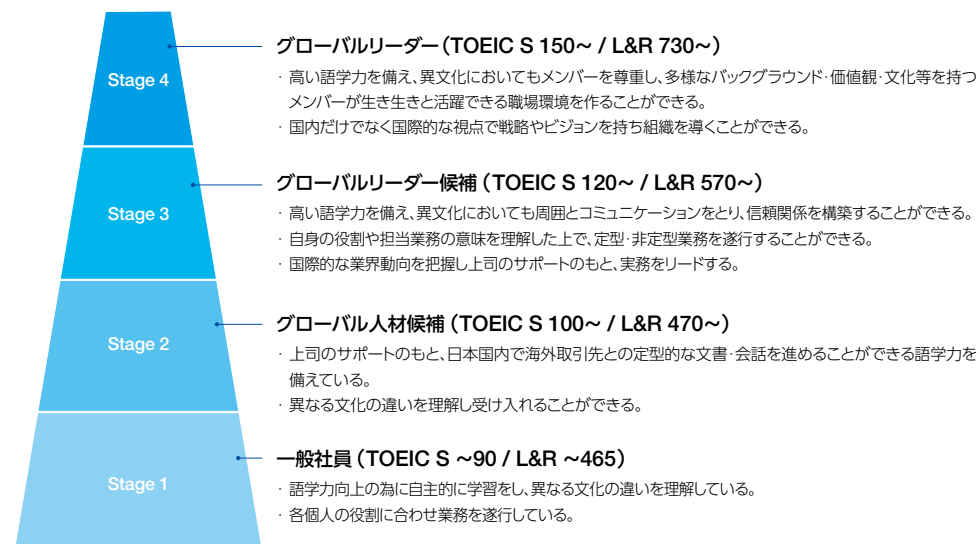 Stage 4
グローバルリーダー（TOEIC S 150～ / L&R 730～）
· 高い語学力を備え、異文化においてもメンバーを尊重し、多様なバックグラウンド・価値観・文化等を持つ
メンバーが生き生きと活躍できる職場環境を作ることができる。
· 国内だけでなく国際的な視点で戦略やビジョンを持ち組織を導くことができる。
Stage 3
グローバルリーダー候補（TOEIC S 120～ / L&R 570～）
· 高い語学力を備え、異文化においても周囲とコミュニケーションをとり、信頼関係を構築することができる。
· 自身の役割や担当業務の意味を理解した上で、定型・非定型業務を遂行することができる。
· 国際的な業界動向を把握し上司のサポートのもと、実務をリードする。
Stage 2
グローバル人材候補（TOEIC S 100～ / L&R 470～）
· 上司のサポートのもと、日本国内で海外取引先との定型的な文書・会話を進めることができる語学力を
備えている。
· 異なる文化の違いを理解し受け入れることができる。
Stage 1
一般社員（TOEIC S ～90 / L&R ～465）
· 語学力向上の為に自主的に学習をし、異なる文化の違いを理解している。
· 各個人の役割に合わせ業務を遂行している。